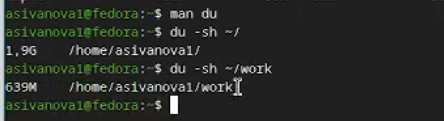 asivanova1@fedora:~$ man du
asivanova1@fedora:~$ du -sh ~/
1,9G    /home/asivanova1/
asivanova1@fedora:~$ du -sh ~/work
639M    /home/asivanova1/work
asivanova1@fedora:~$